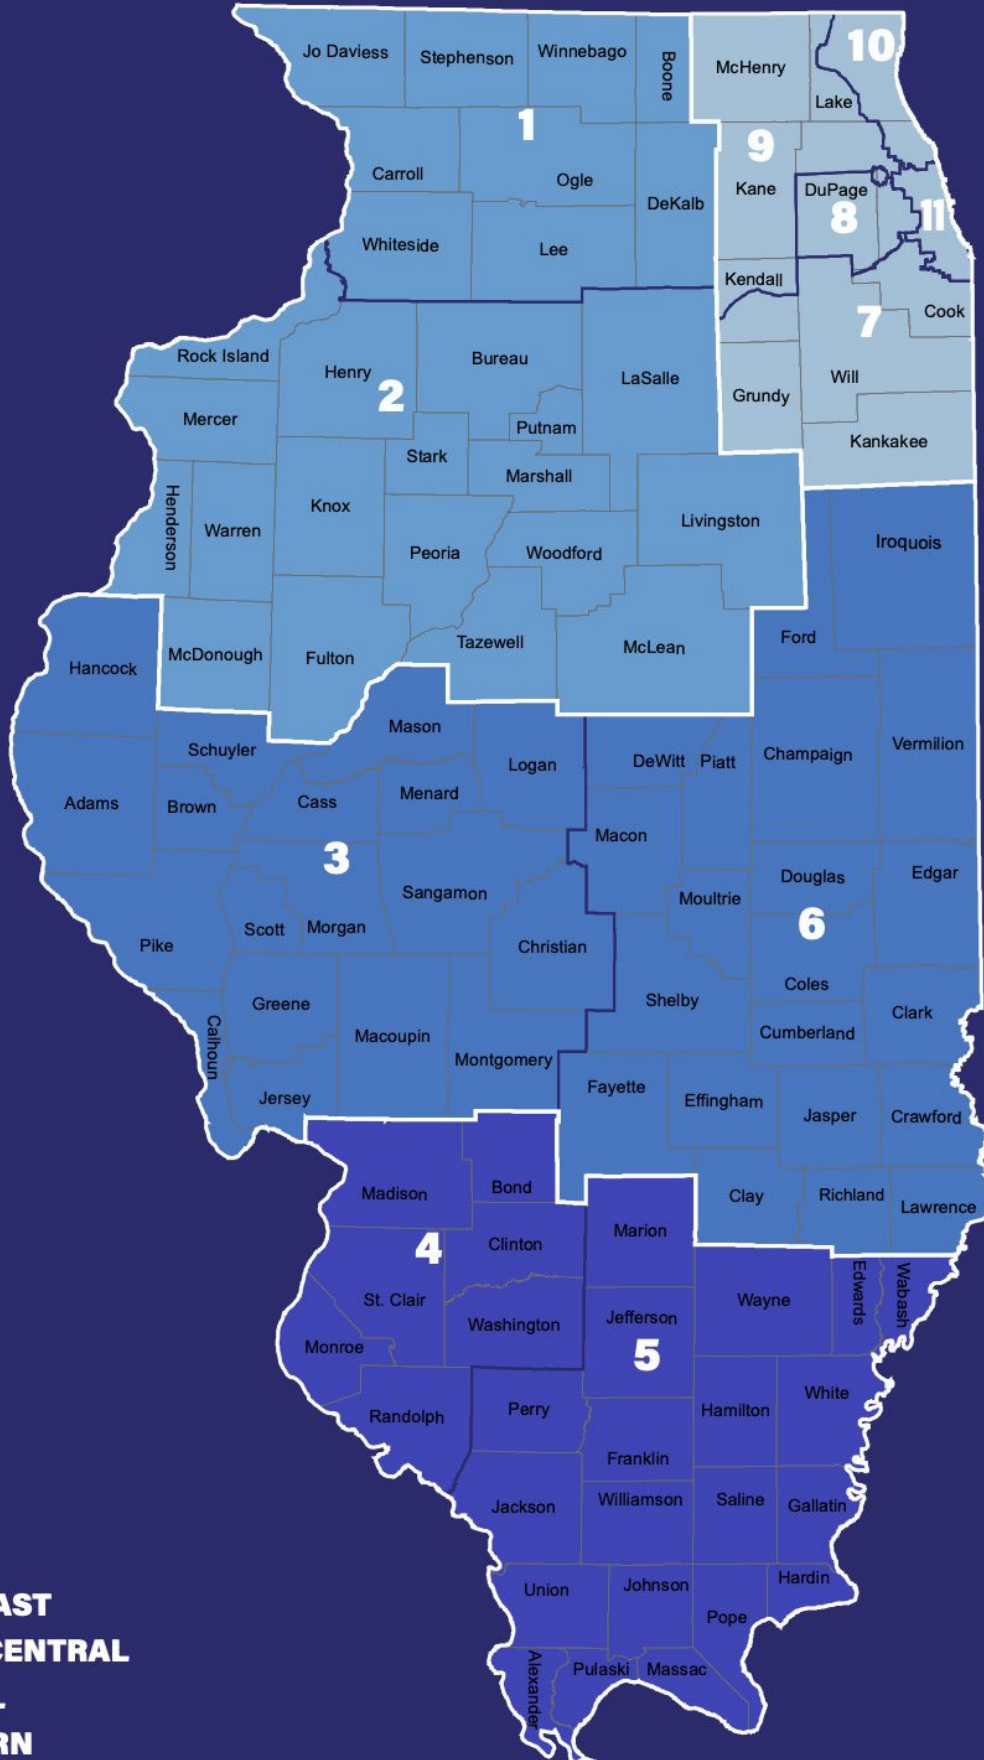 Jo Daviess
Stephenson
Winnebago
Boone
McHenry
10
Lake
1
9
Carroll
Ogle
DeKalb
Kane
DuPage
8
11
Whiteside
Lee
Kendall
Cook
7
Rock Island
Henry
2
Bureau
LaSalle
Will
Grundy
Mercer
Putnam
Kankakee
Stark
Marshall
Henderson
Warren
Knox
Peoria
Woodford
Livingston
Iroquois
Hancock
McDonough
Fulton
Tazewell
McLean
Ford
Mason
Schuyler
Logan
DeWitt
Piatt
Champaign
Vermilion
Adams
Brown
Cass
Menard
Macon
3
Sangamon
Douglas
Edgar
Moultrie
6
Scott
Morgan
Pike
Christian
Coles
Greene
Shelby
Clark
Calhoun
Macoupin
Montgomery
Cumberland
Jersey
Fayette
Effingham
Jasper
Crawford
Madison
Bond
Clay
Richland
Lawrence
4
Clinton
Marion
St. Clair
Washington
Jefferson
Wayne
Edwards
Wabash
Monroe
5
Randolph
Perry
Hamilton
White
Franklin
Jackson
Williamson
Saline
Gallatin
Union
Johnson
Hardin
Pope
Alexander
Pulaski
Massac
AST
CENTRAL
RN